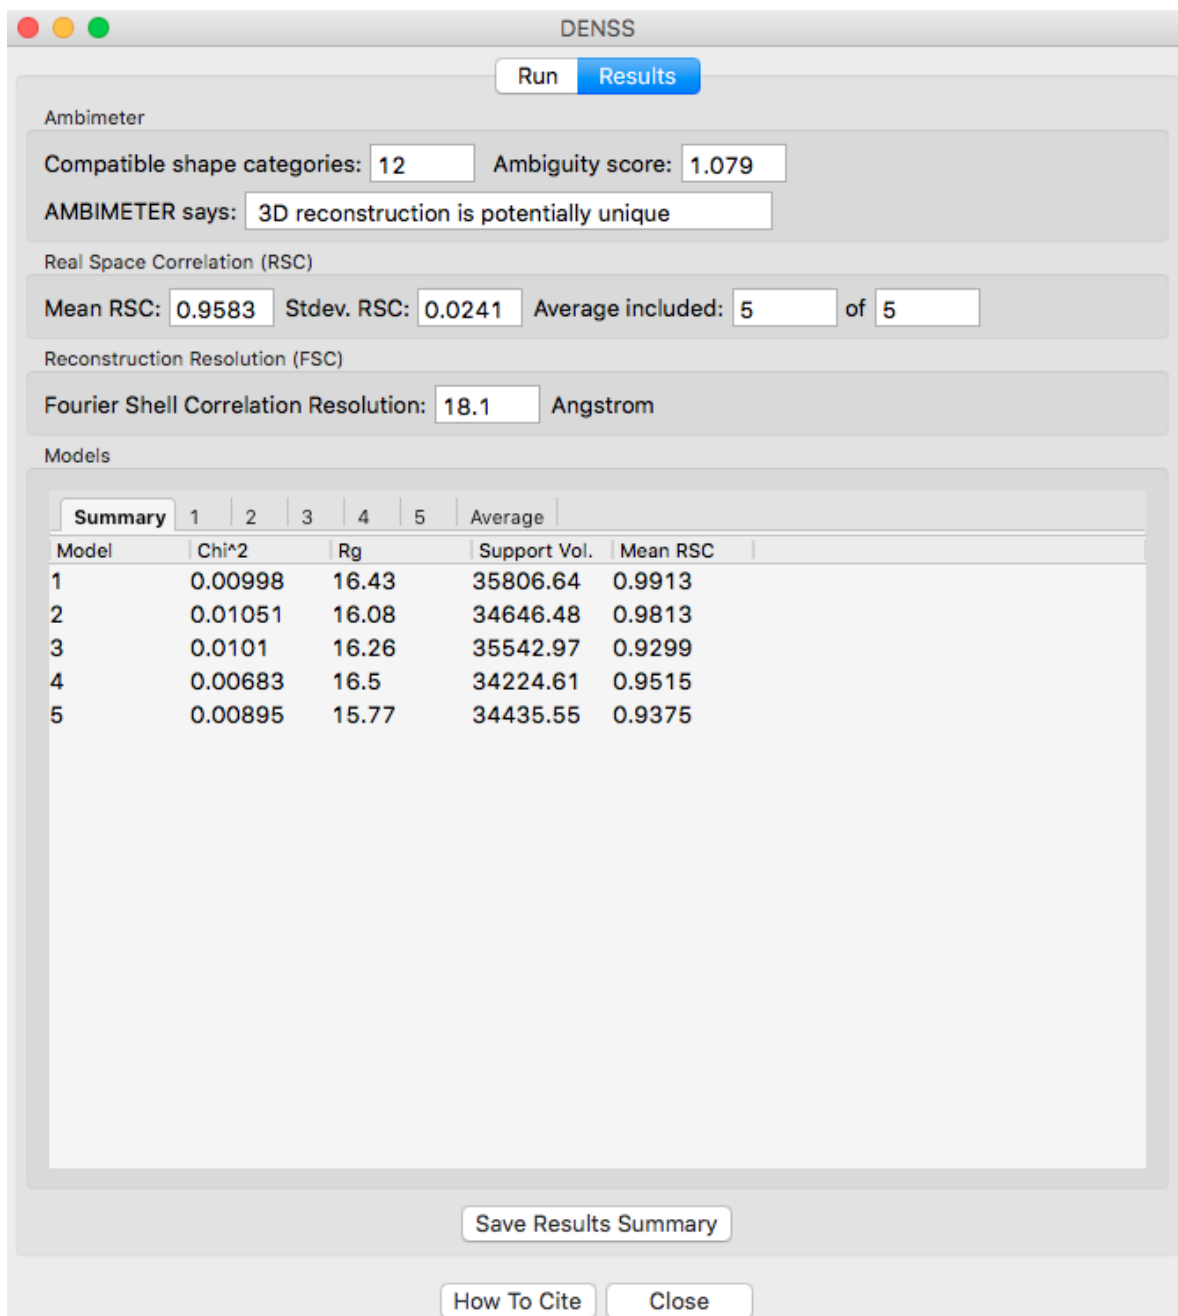 DENSS
Run Results
Ambimeter
Compatible shape categories: 12 Ambiguity score: 1.079
AMBIMETER says: 3D reconstruction is potentially unique
Real Space Correlation (RSC)
Mean RSC: 0.9583 Stdev. RSC: 0.0241 Average included: 5 of 5
Reconstruction Resolution (FSC)
Fourier Shell Correlation Resolution: 18.1 Angstrom
Models
Summary 1 2 3 4 5 Average
Model Chi^2 Rg Support Vol. Mean RSC
1 0.00998 16.43 35806.64 0.9913
2 0.01051 16.08 34646.48 0.9813
3 0.0101 16.26 35542.97 0.9299
4 0.00683 16.5 34224.61 0.9515
5 0.00895 15.77 34435.55 0.9375
Save Results Summary
How To Cite Close